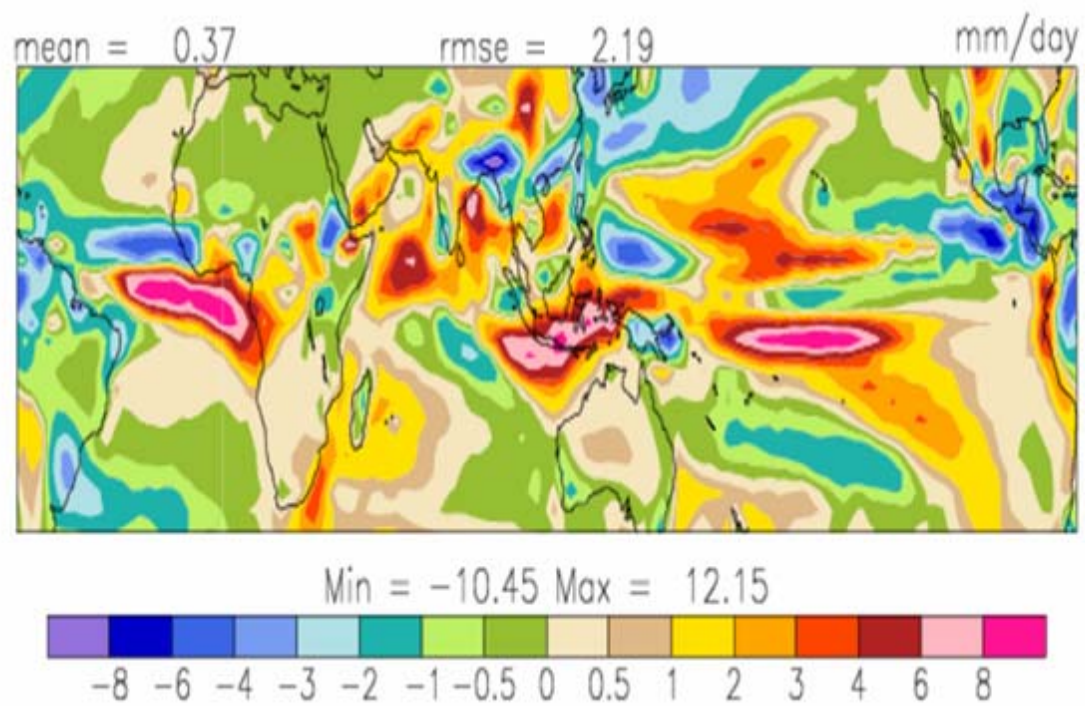 mean = 0.37 rmse = 2.19 mm/day
Min = -10.45 Max = 12.15
-8 -6 -4 -3 -2 -1 -0.5 0 0.5 1 2 3 4 6 8